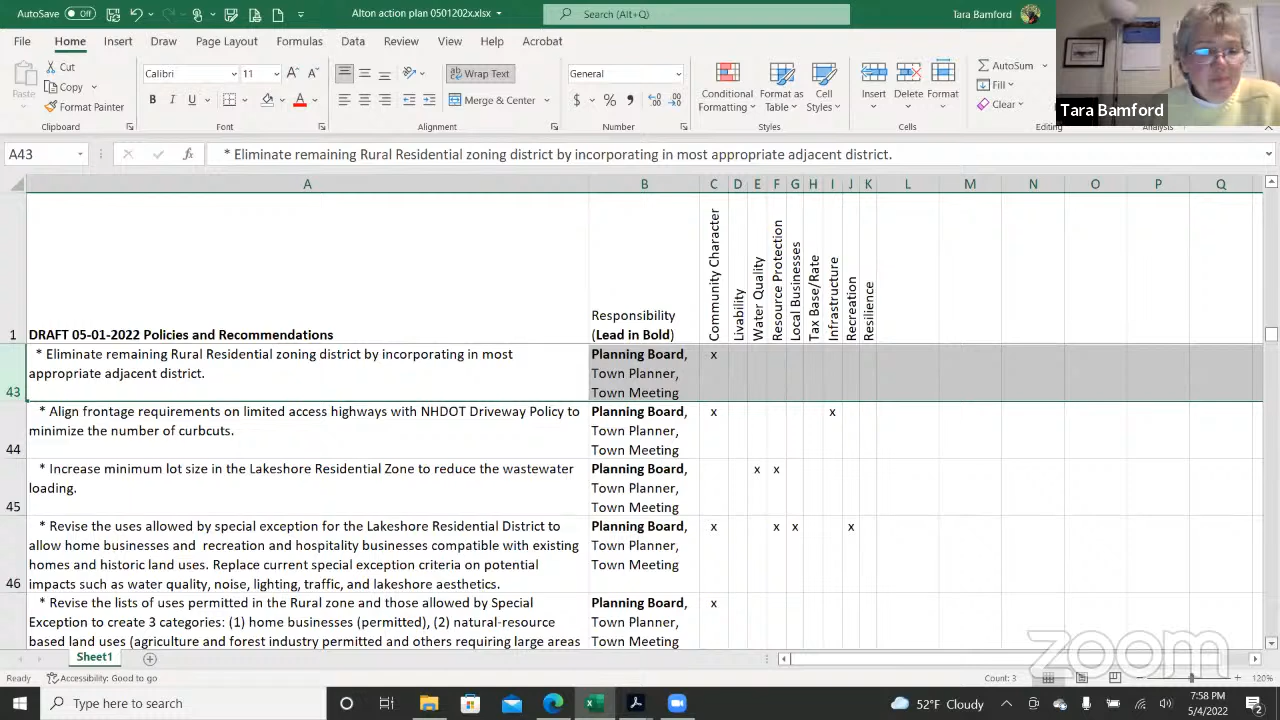 AutoSave Off Alton action plan 0501202x.xlsx Search (Alt+Q) Tara Bamford
File Home Insert Draw Page Layout Formulas Data Review View Help Acrobat
Paste Cut Copy Format Painter Clipboard
Calibri 11 B I U A Font
Wrap Text Merge & Center Alignment
General $ % Number
Conditional Formatting Format as Table Cell Styles Styles
Insert Delete Format Cells
AutoSum Fill Clear Editing
Analysis
Tara Bamford
A43 fx * Eliminate remaining Rural Residential zoning district by incorporating in most appropriate adjacent district.
A B C D E F G H I J K L M N O P Q
1 DRAFT 05-01-2022 Policies and Recommendations
Responsibility
(Lead in Bold)
Community Character
Livability
Water Quality
Resource Protection
Local Businesses
Tax Base/Rate
Infrastructure
Recreation
Resilience
* Eliminate remaining Rural Residential zoning district by incorporating in most Planning Board, x
appropriate adjacent district. Town Planner,
43 Town Meeting
* Align frontage requirements on limited access highways with NHDOT Driveway Policy to Planning Board, x x
minimize the number of curbcuts. Town Planner,
44 Town Meeting
* Increase minimum lot size in the Lakeshore Residential Zone to reduce the wastewater Planning Board, x x
loading. Town Planner,
45 Town Meeting
* Revise the uses allowed by special exception for the Lakeshore Residential District to Planning Board, x x x x
allow home businesses and recreation and hospitality businesses compatible with existing Town Planner,
homes and historic land uses. Replace current special exception criteria on potential Town Meeting
46 impacts such as water quality, noise, lighting, traffic, and lakeshore aesthetics.
* Revise the lists of uses permitted in the Rural zone and those allowed by Special Planning Board, x
Exception to create 3 categories: (1) home businesses (permitted), (2) natural-resource Town Planner,
based land uses (agriculture and forest industry permitted and others requiring large areas Town Meeting
zoom
Sheet1
Ready Accessibility: Good to go Count: 3 120%
Type here to search 52°F Cloudy 7:58 PM
5/4/2022 2